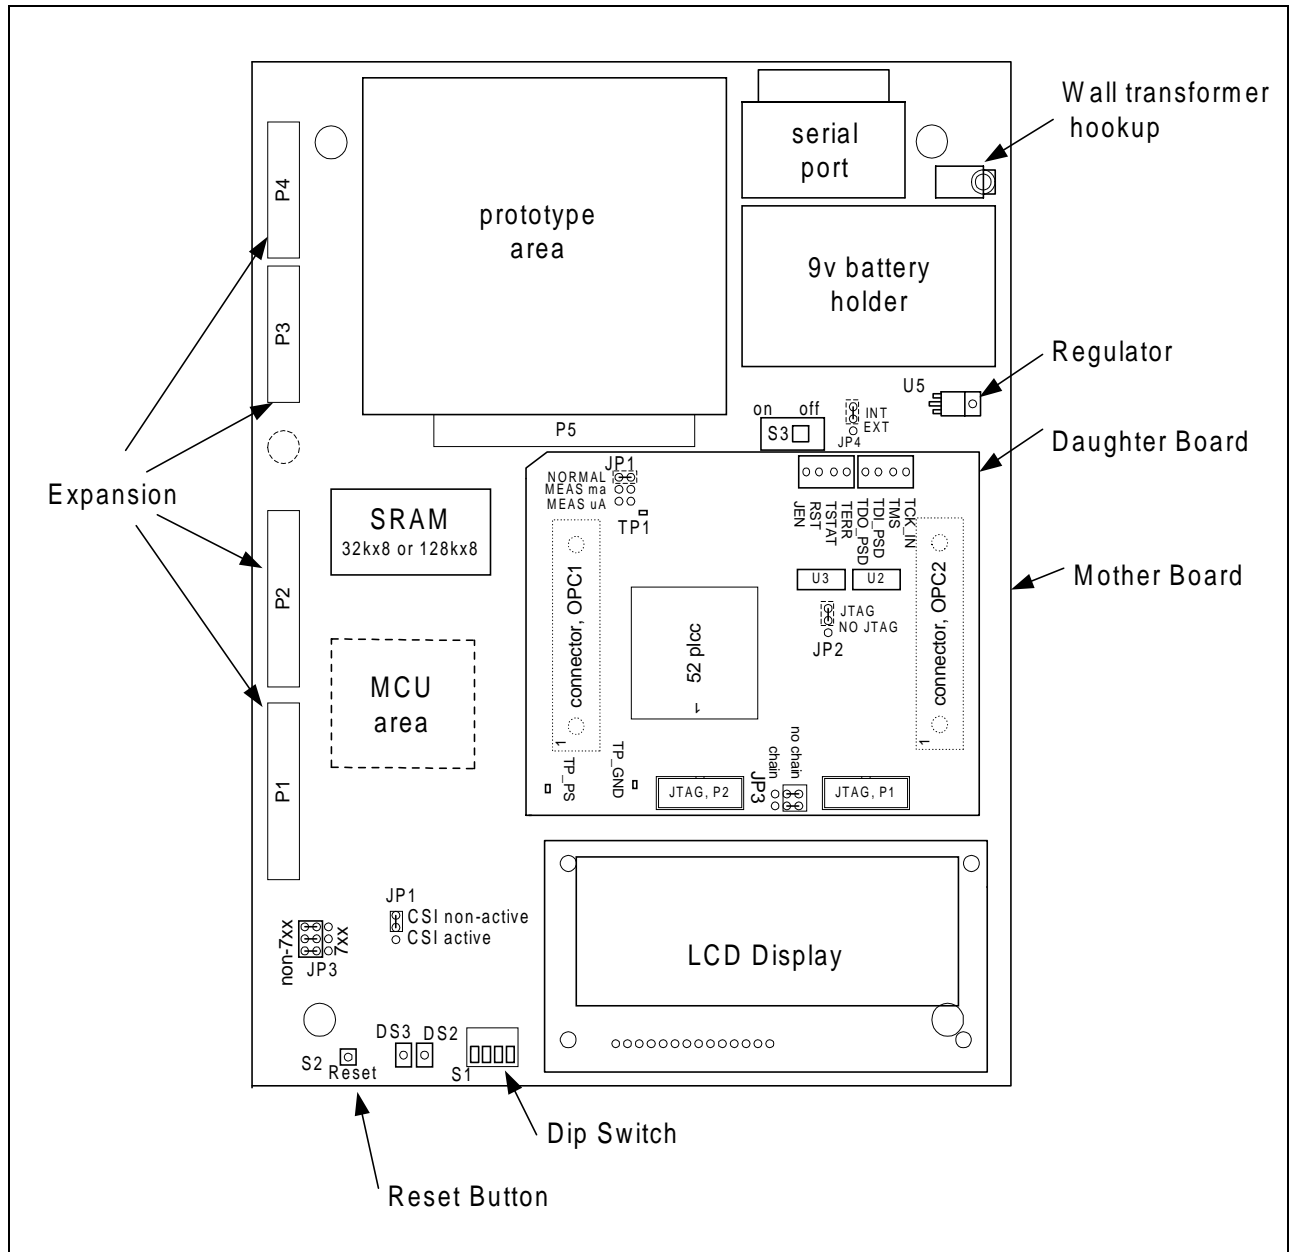 Wall transformer
hookup
serial
port
P4
prototype
area
9v battery
holder
P3
Regulator
U5
on off
S3
INT
EXT
JP4
P5
Daughter Board
Expansion
JP1
NORMAL
MEAS ma
MEAS uA
TP1
JEN
RST
TSTAT
TERR
TDO_PSD
TDI_PSD
TMS
TCK_IN
SRAM
32kx8 or 128kx8
P2
connector, OPC1
1
U3
U2
connector, OPC2
1
Mother Board
JTAG
NO JTAG
JP2
52 plcc
1
MCU
area
P1
TP_PS
TP_GND
JTAG, P2
JP3
chain
no chain
JTAG, P1
JP1
CSI non-active
CSI active
non-7xx
7xx
JP3
LCD Display
DS3 DS2
S2
Reset
S1
Dip Switch
Reset Button